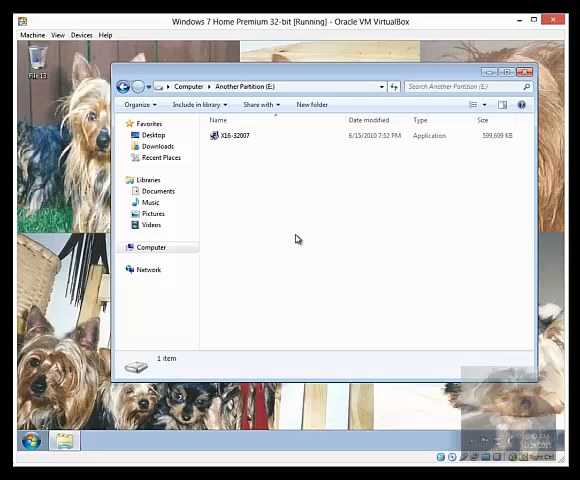 Windows 7 Home Premium 32-bit [Running] - Oracle VM VirtualBox
Machine View Devices Help
File13
Computer Another Partition (E:) Search Another Partition (E:)
Organize Include in library Share with New folder
Name Date modified Type Size
X16-32007 6/15/2010 7:52 PM Application 599,609 KB
Favorites
Desktop
Downloads
Recent Places
Libraries
Documents
Music
Pictures
Videos
Computer
Network
1 item
Right Ctrl